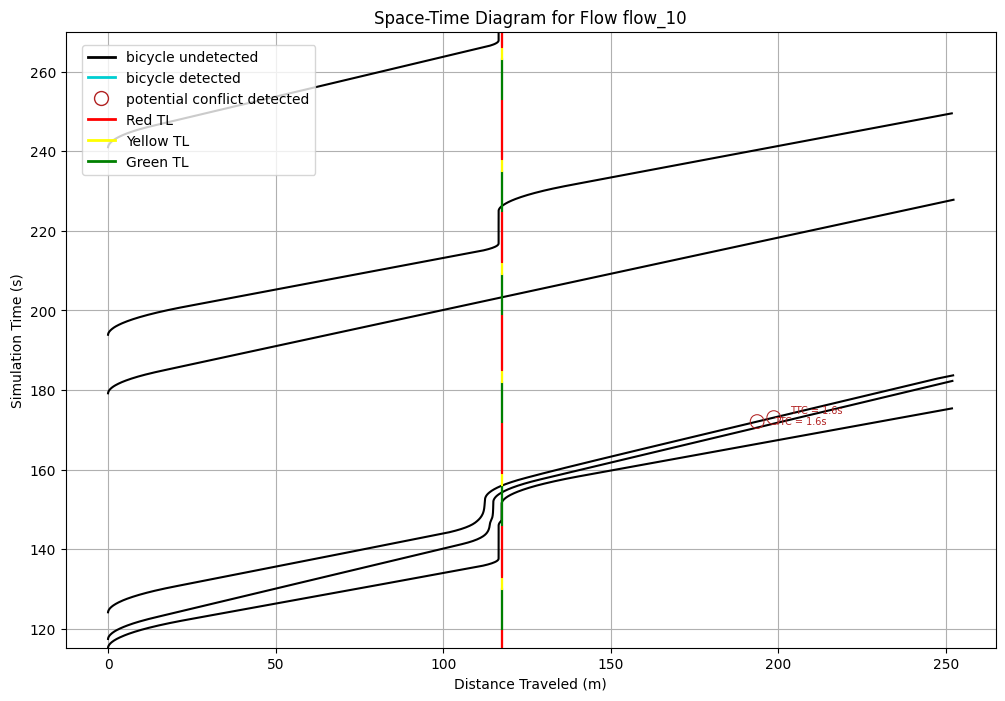 Space-Time Diagram for Flow flow_10
bicycle undetected
bicycle detected
potential conflict detected
Red TL
Yellow TL
Green TL
260
240
220
200
180
160
140
120
Simulation Time (s)
TTC = 1.6s
0
50
100
150
200
250
Distance Traveled (m)